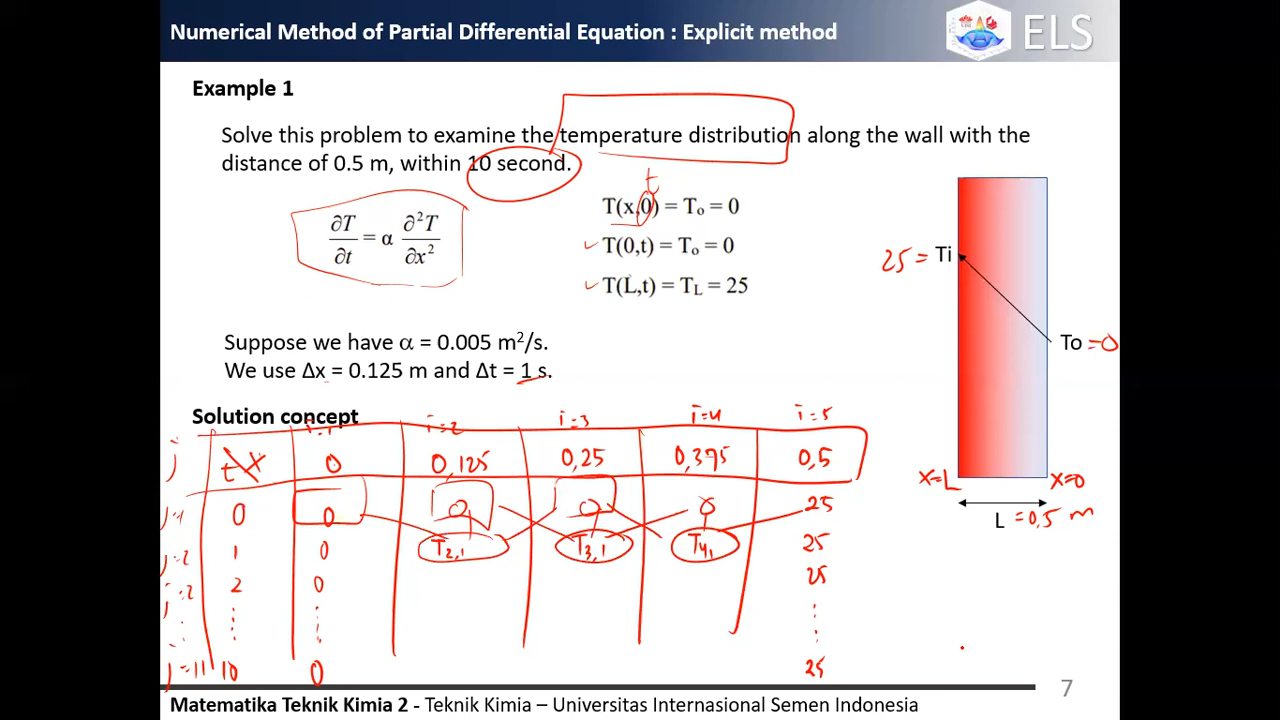 Numerical Method of Partial Differential Equation : Explicit method
ELS
Example 1
Solve this problem to examine the temperature distribution along the wall with the
distance of 0.5 m, within 10 second.
t
∂T/∂t = α ∂²T/∂x²
T(x,0) = To = 0
T(0,t) = To = 0
T(L,t) = TL = 25
25 = Ti
To =0
Suppose we have α = 0.005 m²/s.
We use Δx = 0.125 m and Δt = 1 s.
Solution concept
i=1 i=2 i=3 i=4 i=5
j t\x 0 0,125 0,25 0,375 0,5
x=L x=0
L =0,5 m
j=1 0 0 0 0 0 25
j=2 1 0 T2,1 T3,1 T4,1 25
j=2 2 0 25
j=11 10 0 25
7
Matematika Teknik Kimia 2 - Teknik Kimia – Universitas Internasional Semen Indonesia